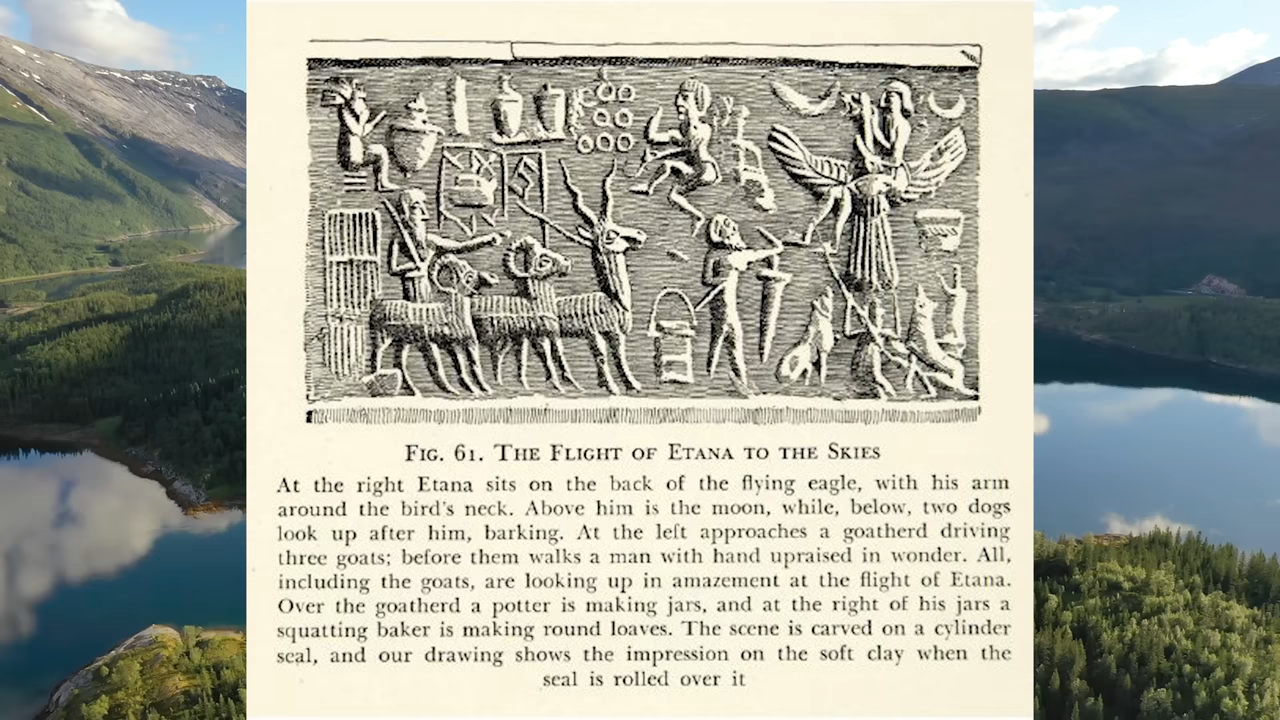 FIG. 61. THE FLIGHT OF ETANA TO THE SKIES
At the right Etana sits on the back of the flying eagle, with his arm
around the bird's neck. Above him is the moon, while, below, two dogs
look up after him, barking. At the left approaches a goatherd driving
three goats; before them walks a man with hand upraised in wonder. All,
including the goats, are looking up in amazement at the flight of Etana.
Over the goatherd a potter is making jars, and at the right of his jars a
squatting baker is making round loaves. The scene is carved on a cylinder
seal, and our drawing shows the impression on the soft clay when the
seal is rolled over it